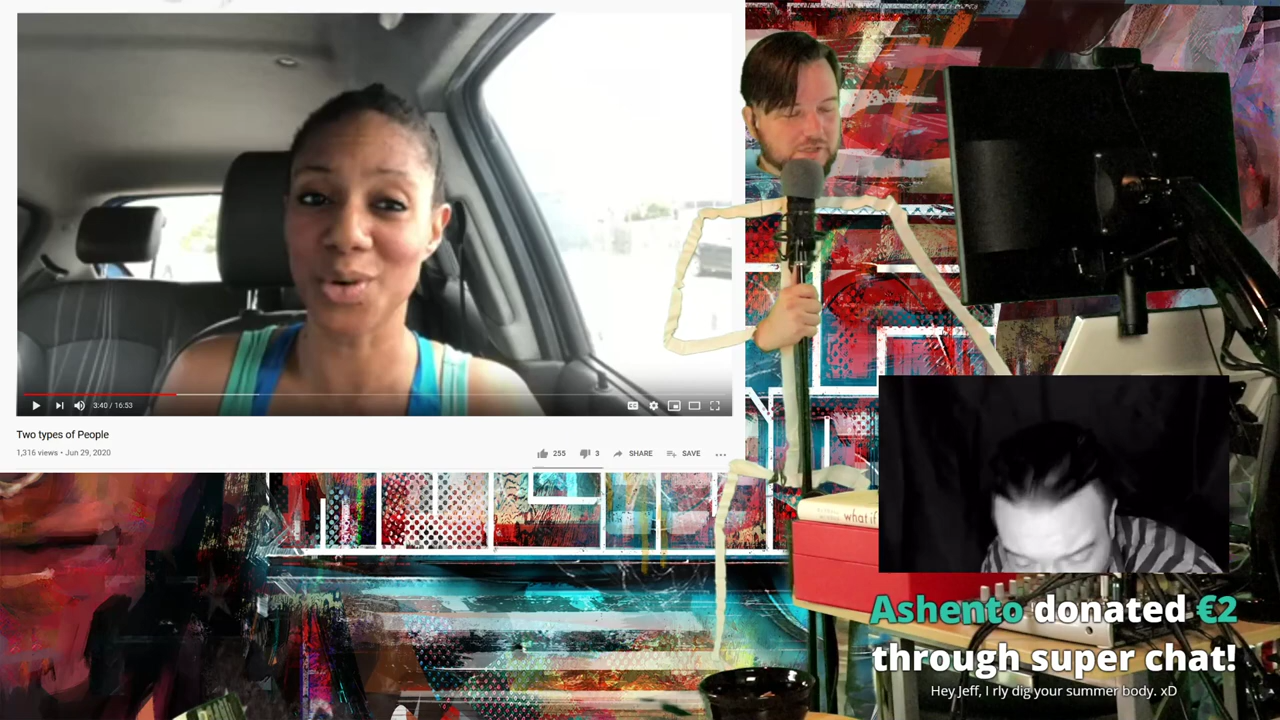 3:40 / 16:53
Two types of People
1,316 views • Jun 29, 2020
255
3
SHARE
SAVE
what if
Ashento donated €2
through super chat!
Hey Jeff, I rly dig your summer body. xD